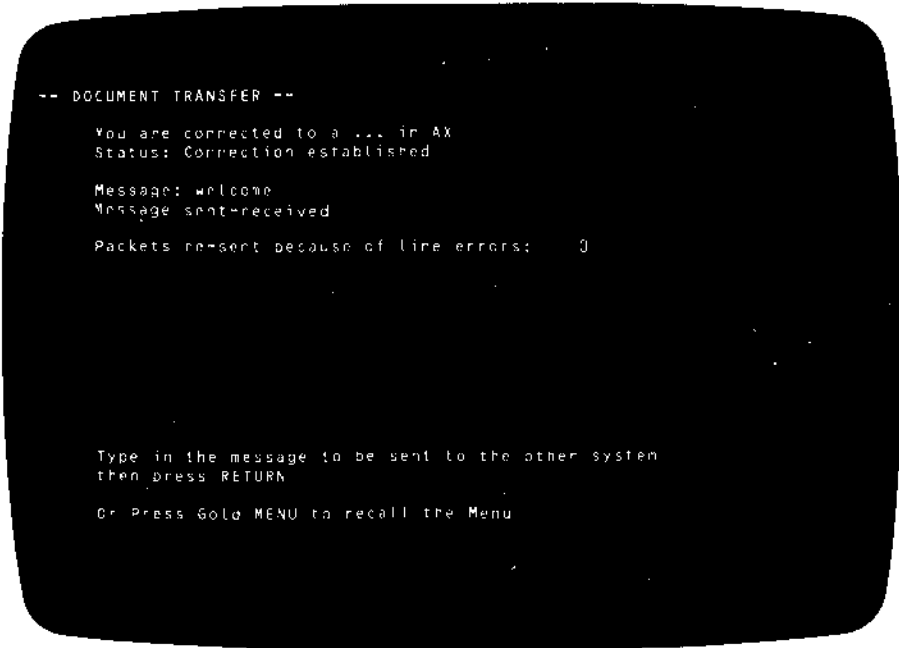 -- DOCUMENT TRANSFER --
You are connected to a ... in AX
Status: Connection established
Message: welcome
Message sent-received
Packets re-sent because of line errors: 0
Type in the message to be sent to the other system
then press RETURN
Or Press Gold MENU to recall the Menu